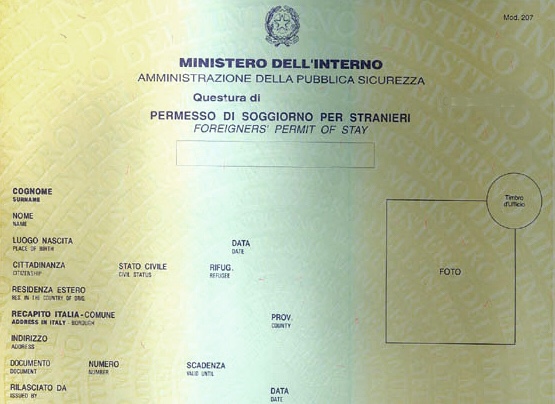 Mod. 207
MINISTERO DELL'INTERNO
AMMINISTRAZIONE DELLA PUBBLICA SICUREZZA
Questura di
PERMESSO DI SOGGIORNO PER STRANIERI
FOREIGNERS' PERMIT OF STAY
COGNOME
SURNAME
NOME
NAME
LUOGO NASCITA DATA
PLACE OF BIRTH DATE
CITTADINANZA STATO CIVILE RIFUG.
CITIZENSHIP CIVIL STATUS REFUGEE
RESIDENZA ESTERO
RES. IN THE COUNTRY OF ORIG.
RECAPITO ITALIA-COMUNE PROV.
ADDRESS IN ITALY - BOROUGH COUNTY
INDIRIZZO
ADDRESS
DOCUMENTO NUMERO SCADENZA
DOCUMENT NUMBER VALID UNTIL
RILASCIATO DA DATA
ISSUED BY DATE
Timbro
d'Ufficio
FOTO